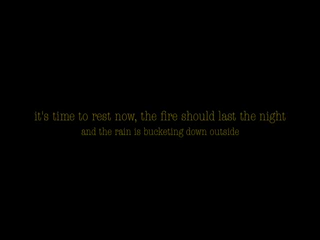 it's time to rest now, the fire should last the night
and the rain is bucketing down outside